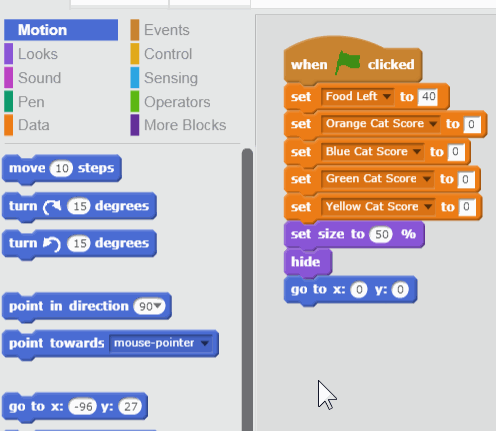 Motion Events
Looks Control
Sound Sensing
Pen Operators
Data More Blocks
move 10 steps
turn 15 degrees
turn 15 degrees
point in direction 90
point towards mouse-pointer
go to x: -96 y: 27
when clicked
set Food Left to 40
set Orange Cat Score to 0
set Blue Cat Score to 0
set Green Cat Score to 0
set Yellow Cat Score to 0
set size to 50 %
hide
go to x: 0 y: 0